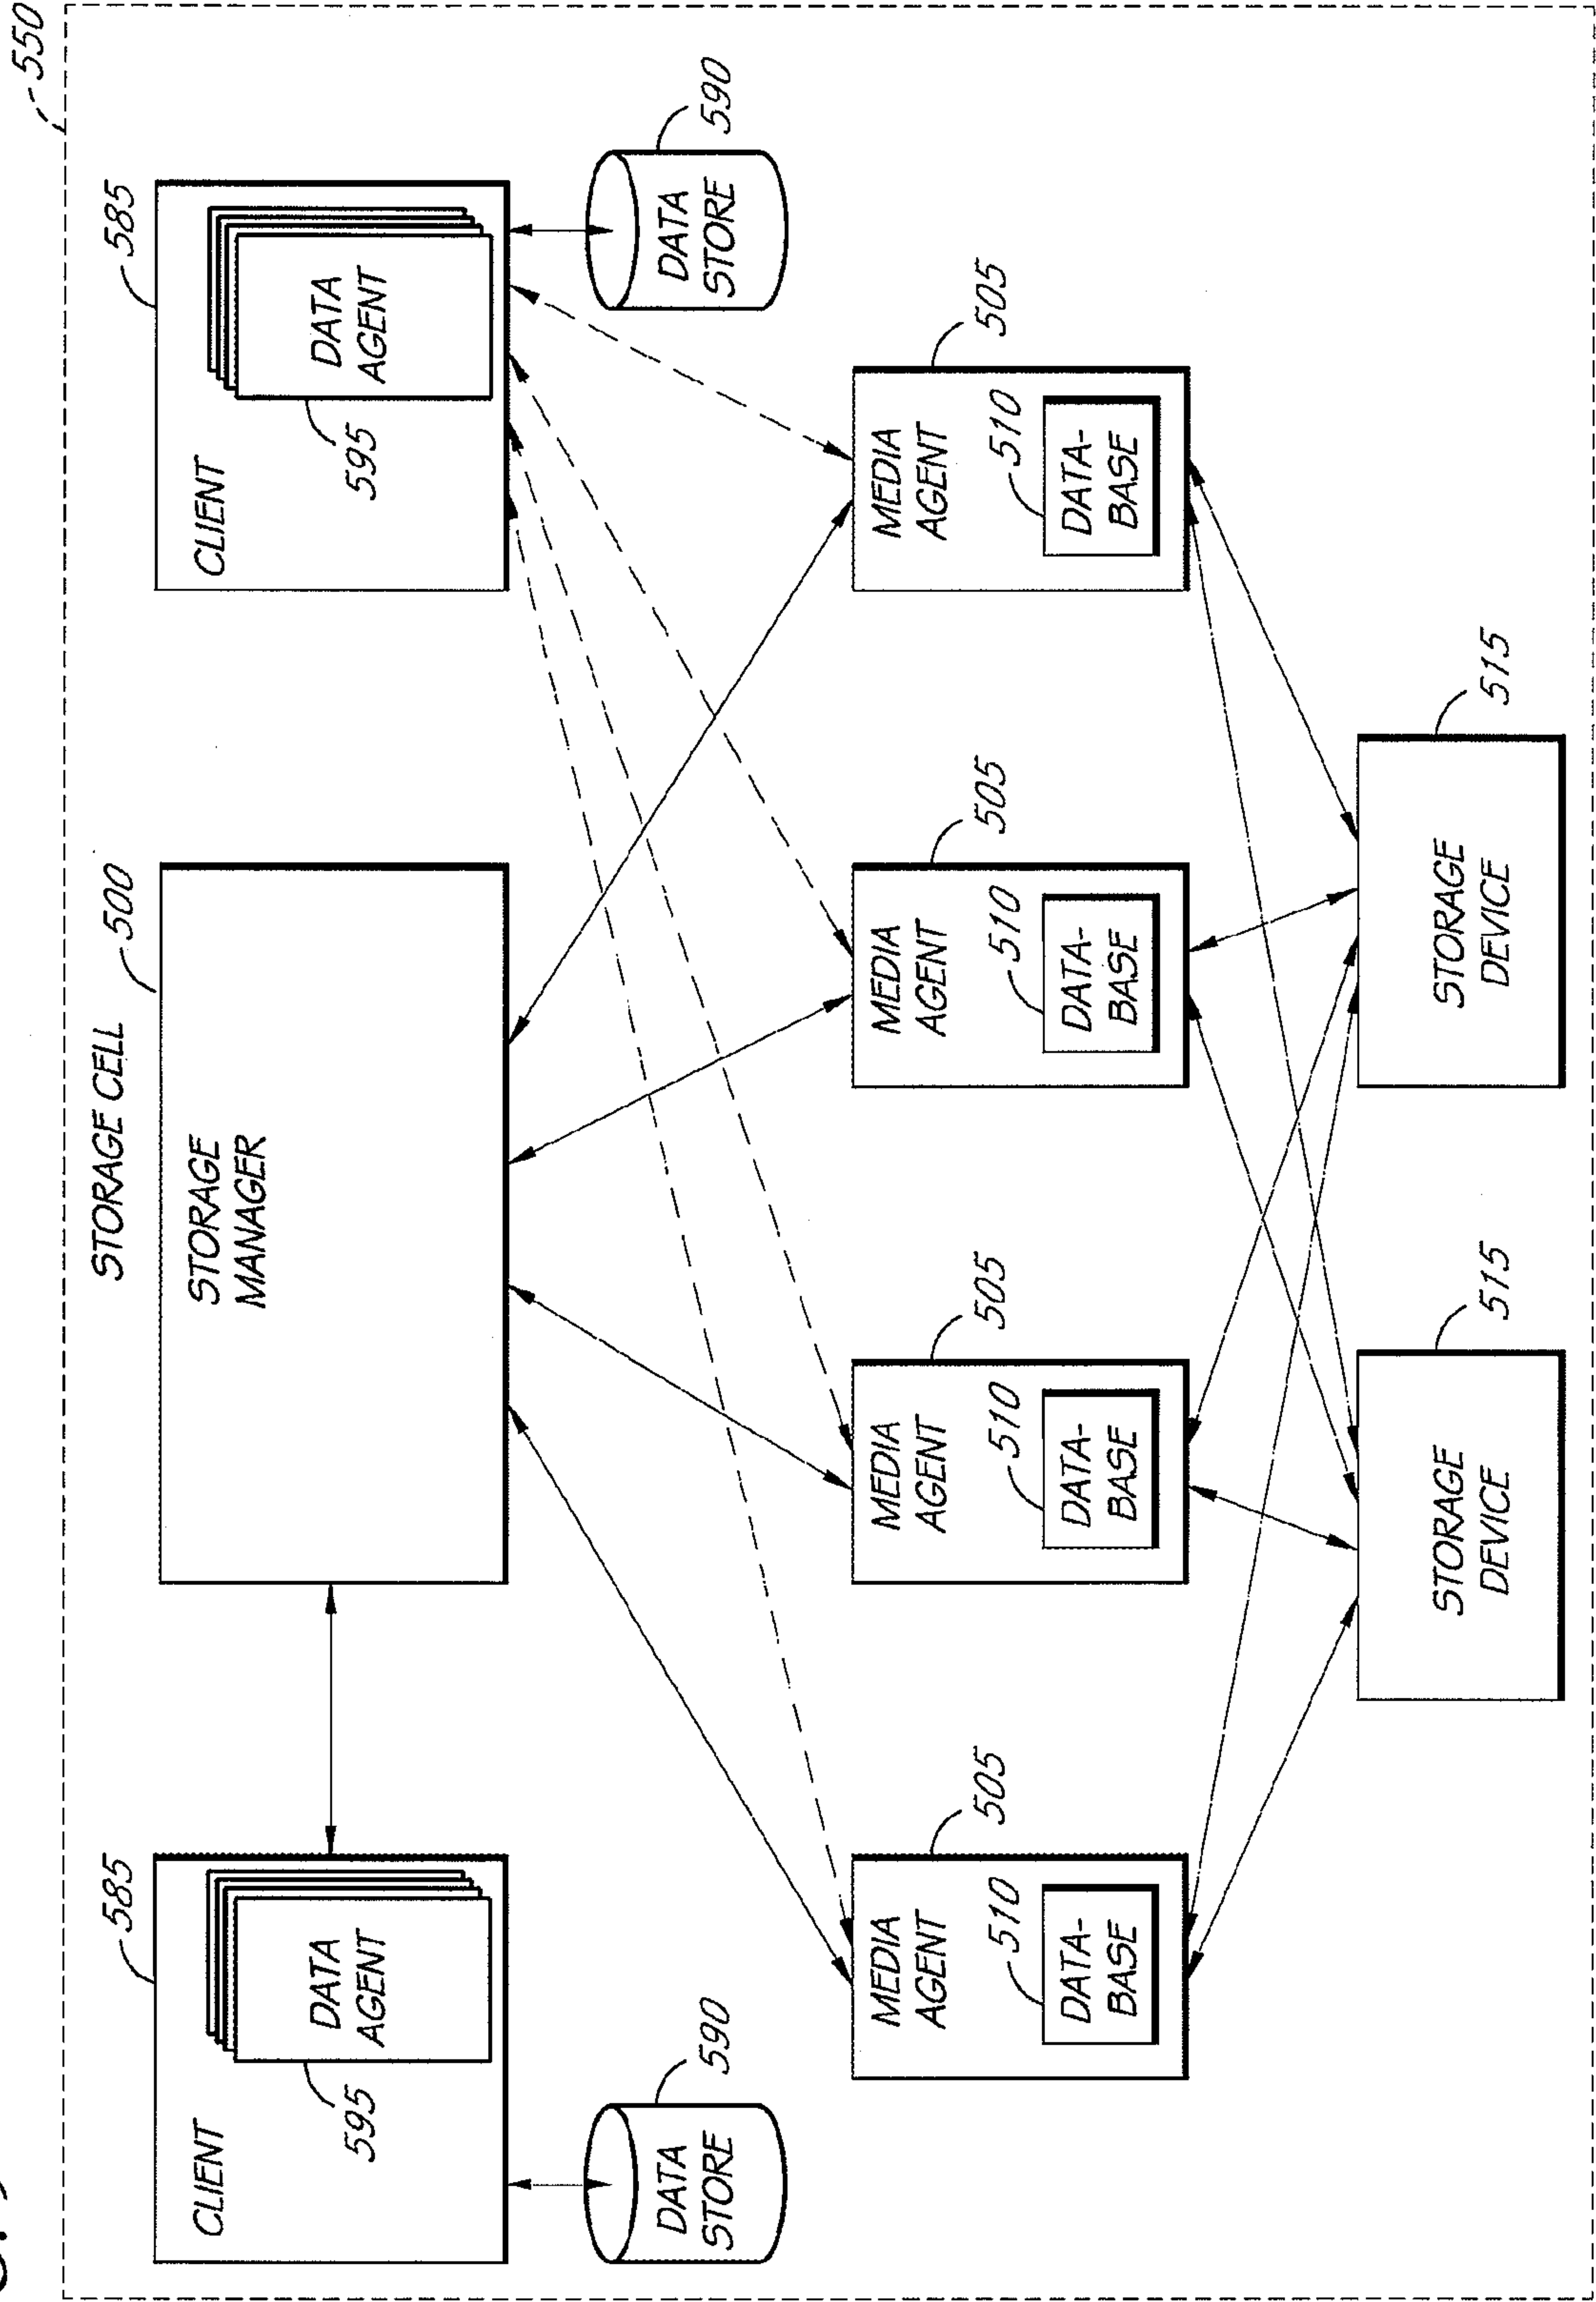 550
STORAGE CELL
585
500
585
CLIENT
DATA
AGENT
595
STORAGE
MANAGER
CLIENT
DATA
AGENT
595
DATA
STORE
590
DATA
STORE
590
MEDIA
AGENT
505
510
DATA-
BASE
MEDIA
AGENT
505
510
DATA-
BASE
MEDIA
AGENT
505
510
DATA-
BASE
MEDIA
AGENT
505
510
DATA-
BASE
STORAGE
DEVICE
515
STORAGE
DEVICE
515